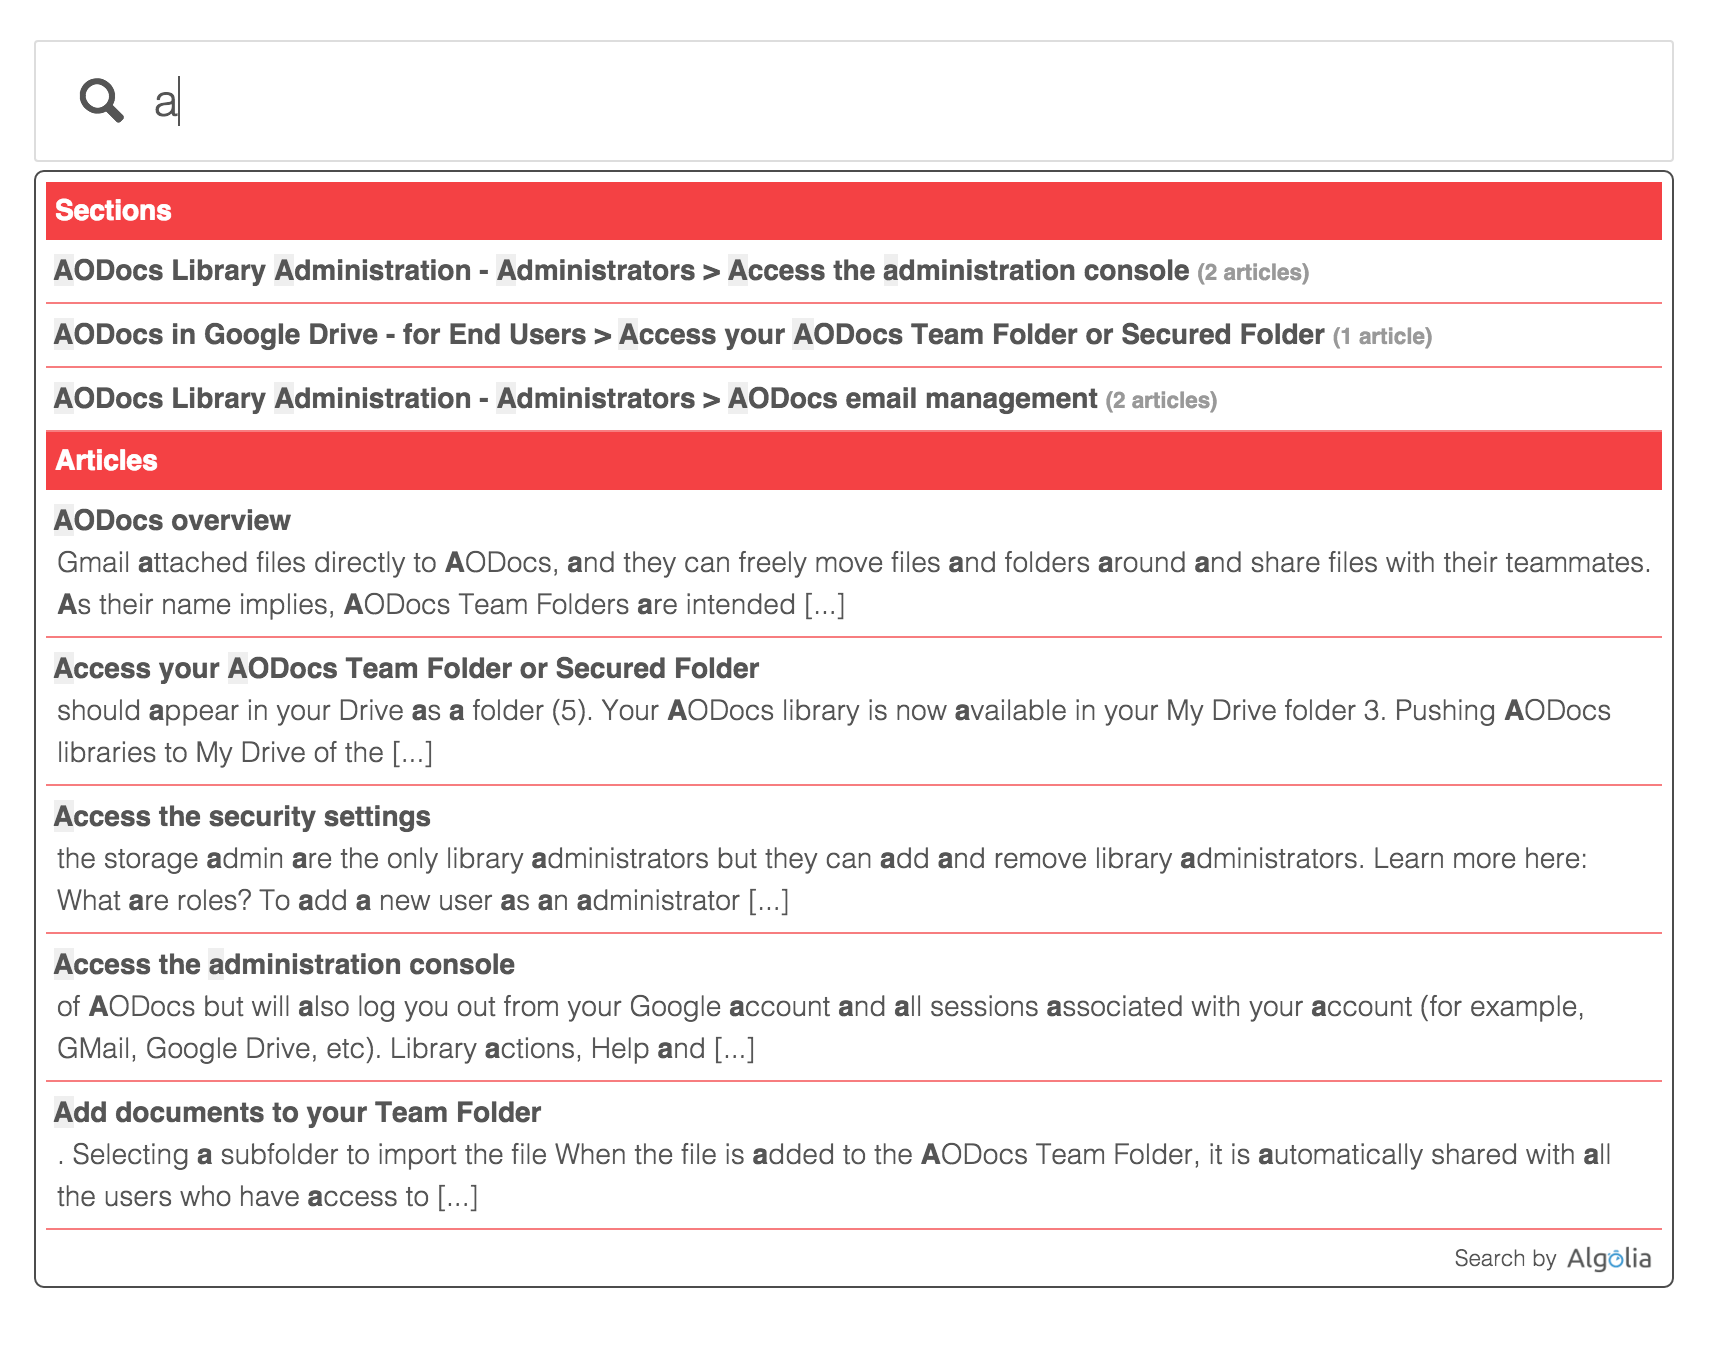 a
Sections
AODocs Library Administration - Administrators > Access the administration console (2 articles)
AODocs in Google Drive - for End Users > Access your AODocs Team Folder or Secured Folder (1 article)
AODocs Library Administration - Administrators > AODocs email management (2 articles)
Articles
AODocs overview
Gmail attached files directly to AODocs, and they can freely move files and folders around and share files with their teammates.
As their name implies, AODocs Team Folders are intended [...]
Access your AODocs Team Folder or Secured Folder
should appear in your Drive as a folder (5). Your AODocs library is now available in your My Drive folder 3. Pushing AODocs
libraries to My Drive of the [...]
Access the security settings
the storage admin are the only library administrators but they can add and remove library administrators. Learn more here:
What are roles? To add a new user as an administrator [...]
Access the administration console
of AODocs but will also log you out from your Google account and all sessions associated with your account (for example,
GMail, Google Drive, etc). Library actions, Help and [...]
Add documents to your Team Folder
. Selecting a subfolder to import the file When the file is added to the AODocs Team Folder, it is automatically shared with all
the users who have access to [...]
Search by Algolia